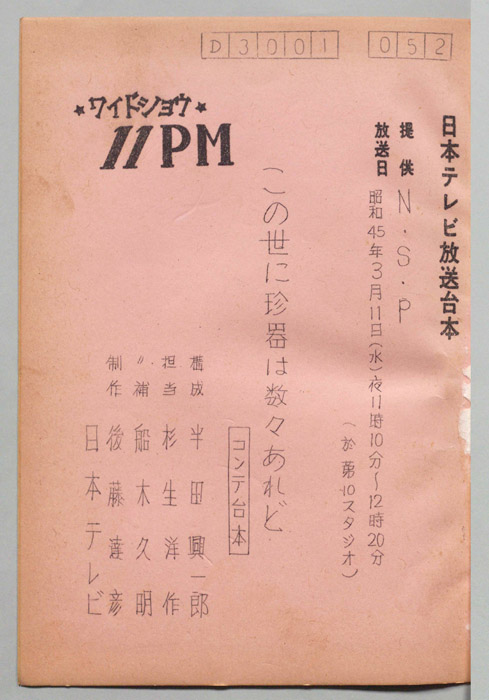 D3001 052
日本テレビ放送台本
提供 N.S.P
放送日 昭和45年3月11日(水)夜11時10分〜12時20分
(於 第10スタジオ)
★ワイドショウ★
11PM
この世に珍器は数々あれど
コンテ台本
構成 半田興一郎
担当 杉生洋作
〃補 船木久明
制作 後藤達彦
日本テレビ